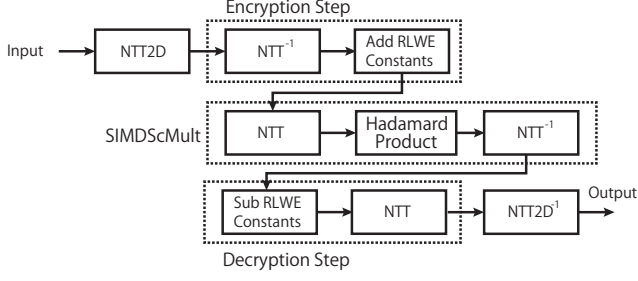 Encryption Step
Input
NTT2D
NTT⁻¹
Add RLWE
Constants
SIMDScMult
NTT
Hadamard
Product
NTT⁻¹
Sub RLWE
Constants
NTT
NTT2D⁻¹
Output
Decryption Step